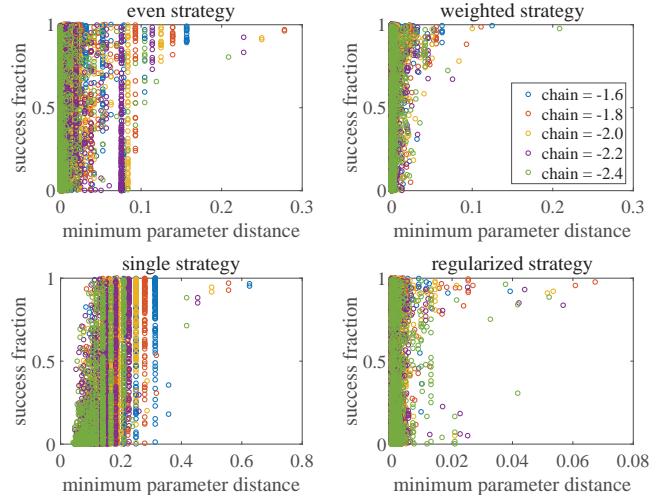 even strategy
success fraction
1
0.5
0
0 0.1 0.2 0.3
minimum parameter distance
weighted strategy
success fraction
1
0.5
0
chain = -1.6
chain = -1.8
chain = -2.0
chain = -2.2
chain = -2.4
0 0.1 0.2 0.3
minimum parameter distance
single strategy
success fraction
1
0.5
0
0 0.2 0.4 0.6 0.8
minimum parameter distance
regularized strategy
success fraction
1
0.5
0
0 0.02 0.04 0.06 0.08
minimum parameter distance